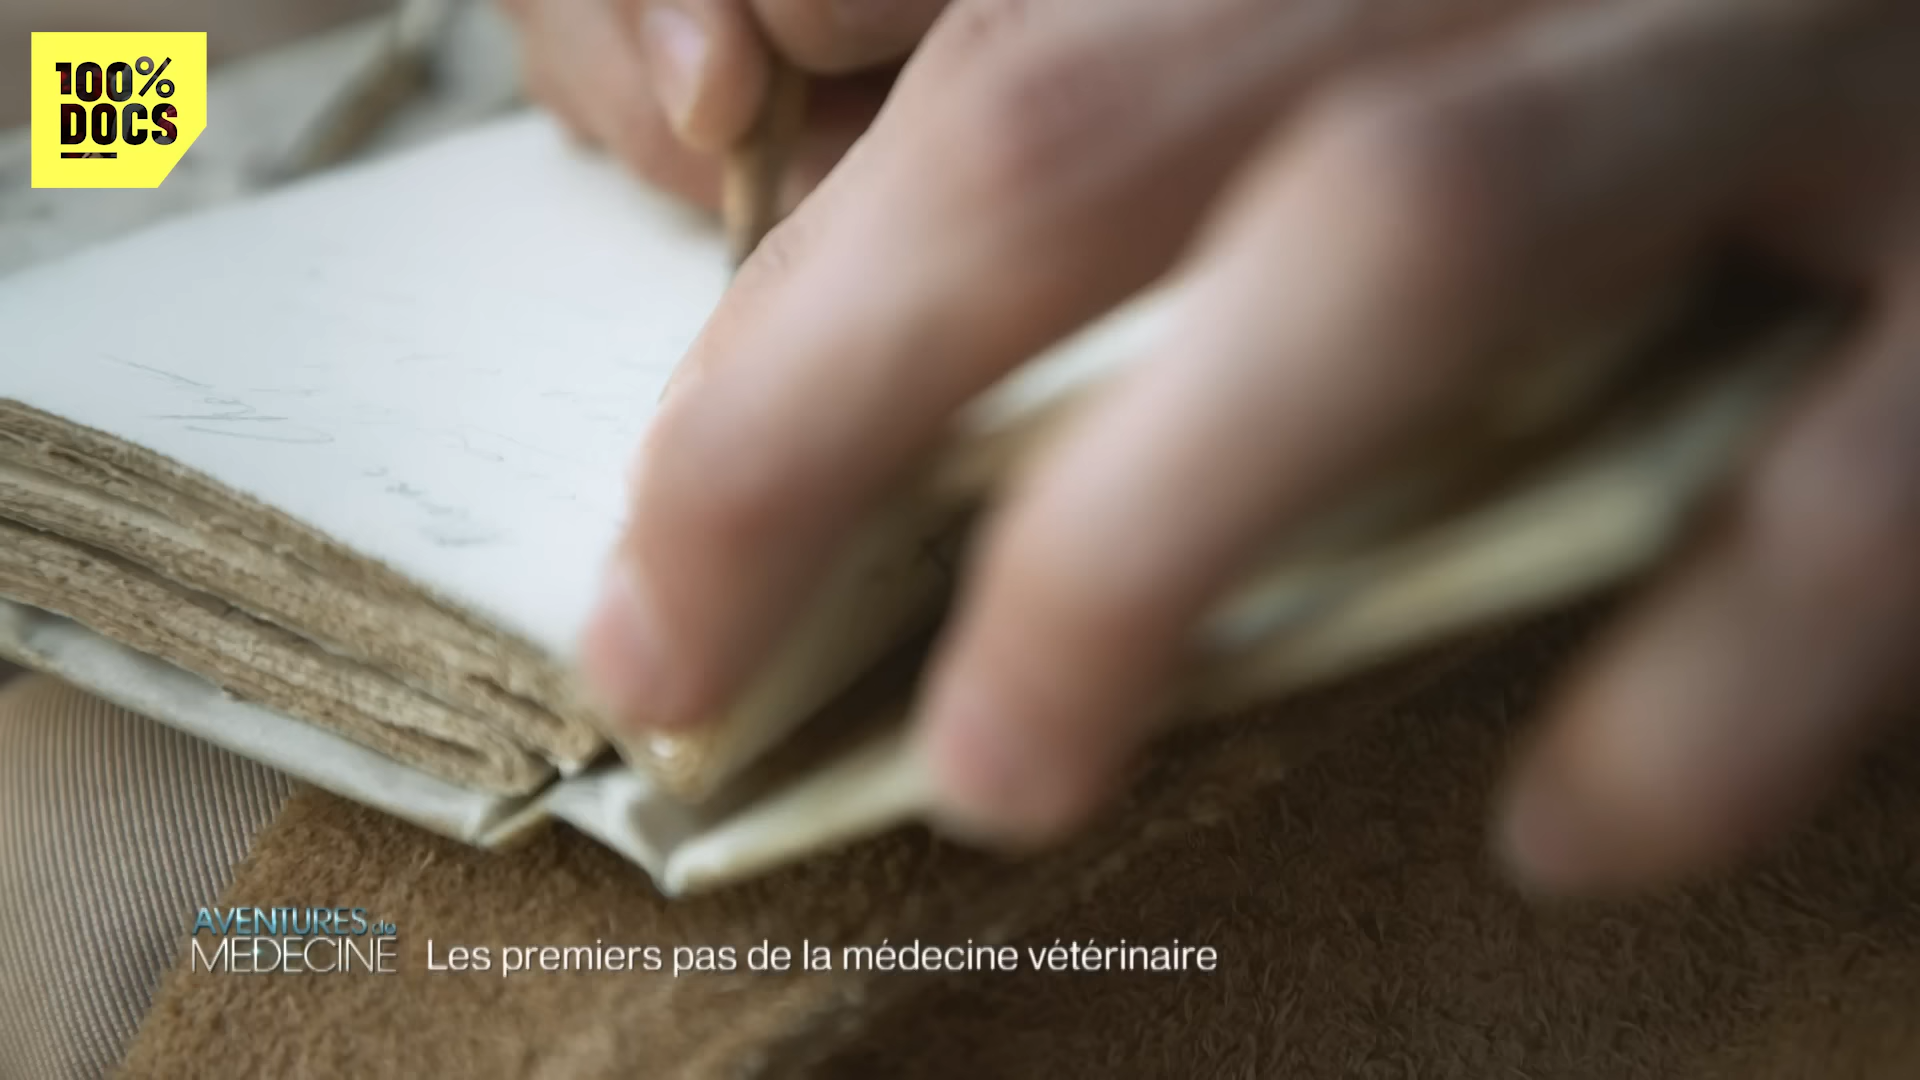 100%
DOCS
AVENTURES de
MEDECINE
Les premiers pas de la médecine vétérinaire